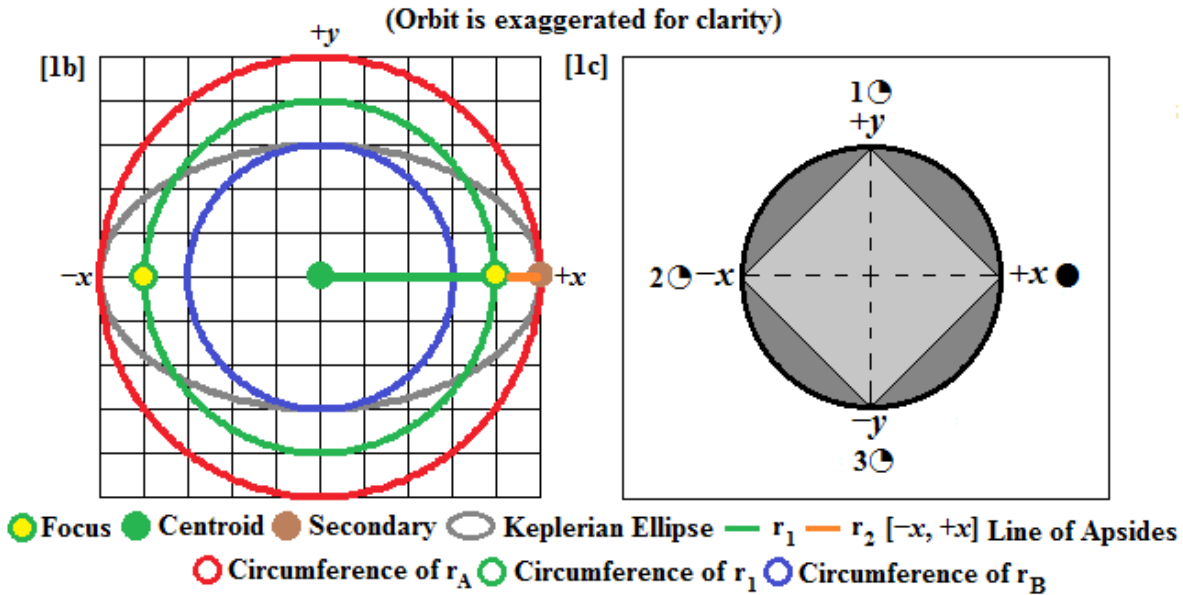 (Orbit is exaggerated for clarity)
+y
[1b]
−x
+x
[1c]
1
+y
2 −x
+x
−y
3
Focus Centroid Secondary Keplerian Ellipse r1 r2 [−x, +x] Line of Apsides
Circumference of rA Circumference of r1 Circumference of rB